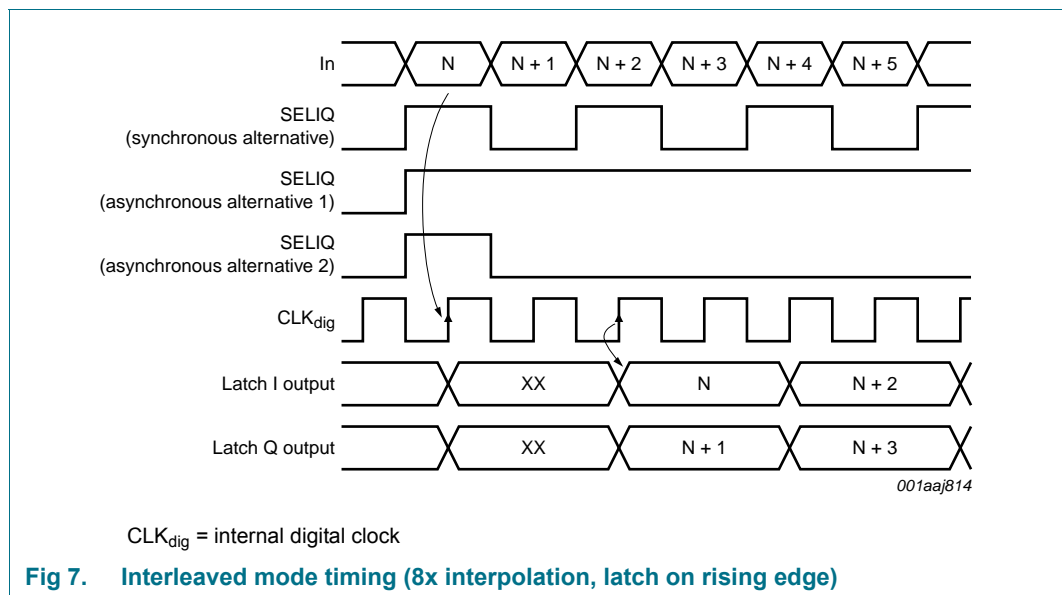 In
N
N + 1
N + 2
N + 3
N + 4
N + 5
SELIQ
(synchronous alternative)
SELIQ
(asynchronous alternative 1)
SELIQ
(asynchronous alternative 2)
CLKdig
Latch I output
XX
N
N + 2
Latch Q output
XX
N + 1
N + 3
001aaj814
CLKdig = internal digital clock
Fig 7. Interleaved mode timing (8x interpolation, latch on rising edge)